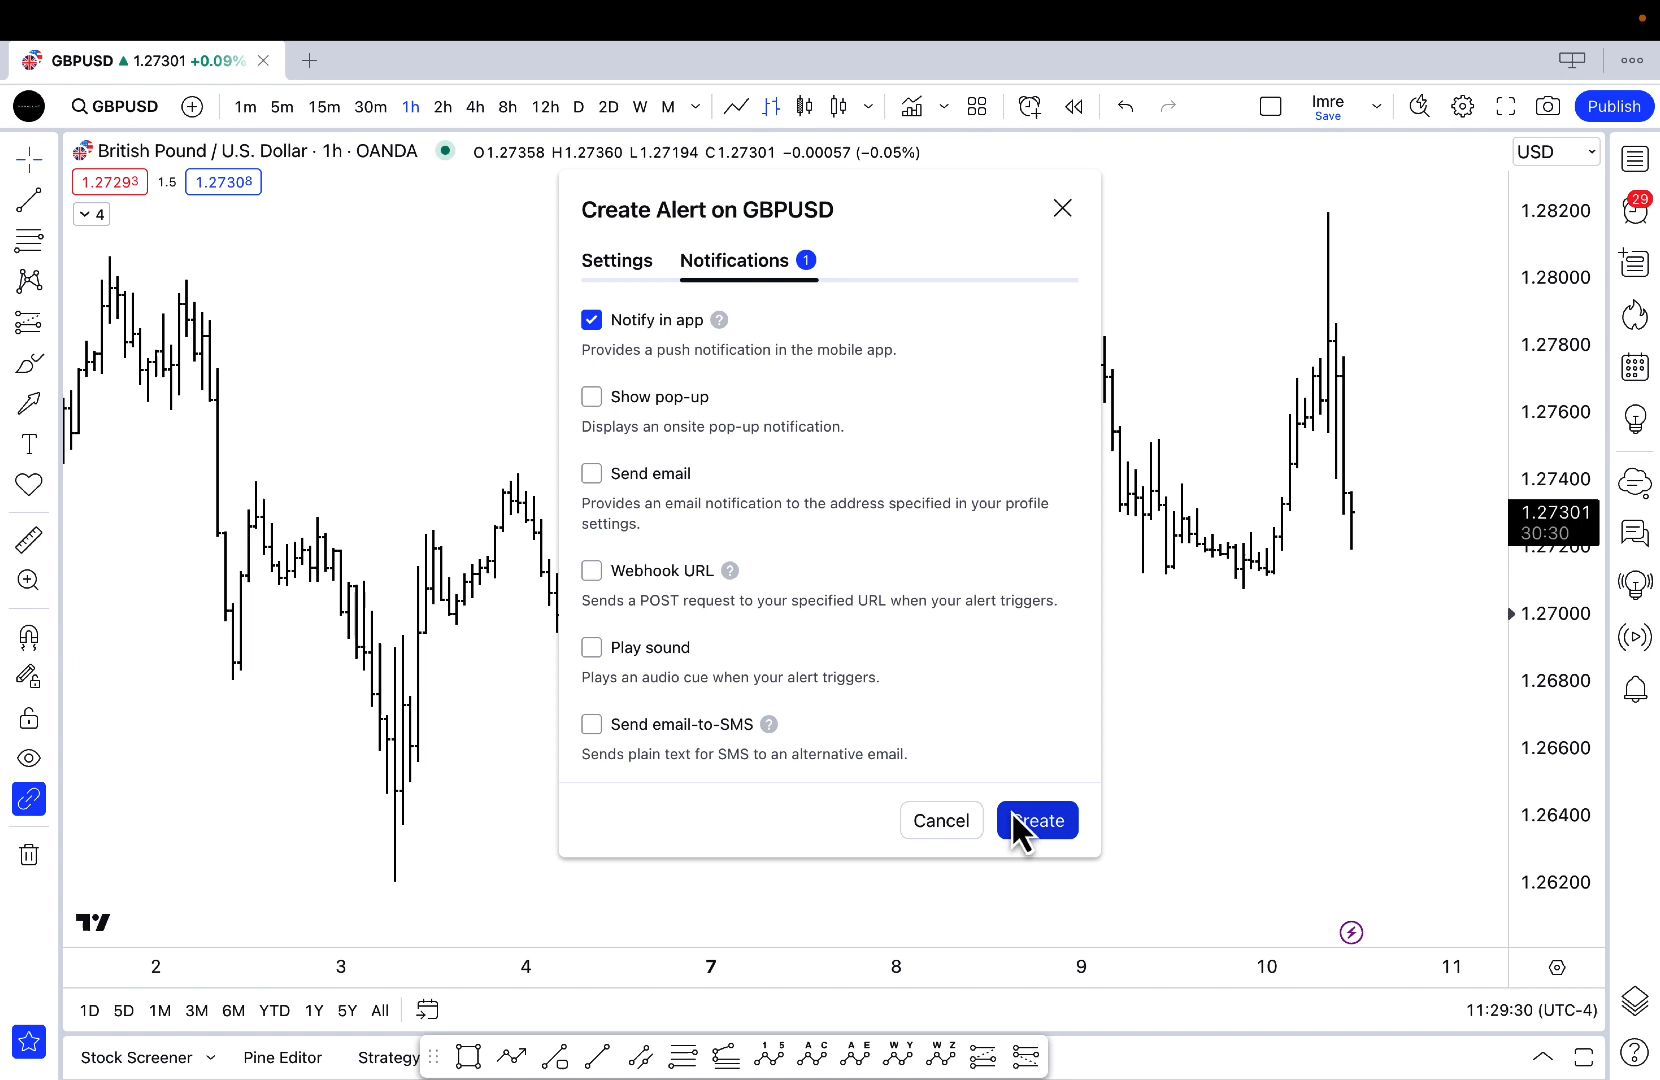 GBPUSD 1.27301 +0.09%
GBPUSD 1m 5m 15m 30m 1h 2h 4h 8h 12h D 2D W M Imre Save Publish
British Pound / U.S. Dollar · 1h · OANDA O1.27358 H1.27360 L1.27194 C1.27301 −0.00057 (−0.05%) USD
1.27293 1.5 1.27308
4
29
Create Alert on GBPUSD
Settings Notifications 1
Notify in app ?
Provides a push notification in the mobile app.
Show pop-up
Displays an onsite pop-up notification.
Send email
Provides an email notification to the address specified in your profile
settings.
Webhook URL ?
Sends a POST request to your specified URL when your alert triggers.
Play sound
Plays an audio cue when your alert triggers.
Send email-to-SMS ?
Sends plain text for SMS to an alternative email.
Cancel
1.28200
1.28000
1.27800
1.27600
1.27400
1.27301
30:30
1.27200
1.27000
1.26800
1.26600
1.26400
1.26200
2 3 4 7 8 9 10 11
1D 5D 1M 3M 6M YTD 1Y 5Y All 11:29:30 (UTC-4)
Stock Screener Pine Editor Strategy
1 5 A C A E W Y W Z